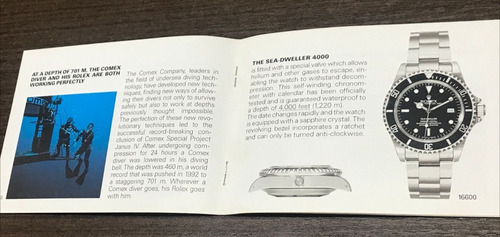 AT A DEPTH OF 701 M, THE COMEX
DIVER AND HIS ROLEX ARE BOTH
WORKING PERFECTLY
The Comex Company, leaders in
the field of undersea diving tech-
nology have developed new tech-
niques, finding new ways of allow-
ing their divers not only to survive
safely but also to work at depths
previously thought impossible.
The perfection of these new revo-
lutionary techniques led to the
successful record-breaking con-
clusion of Comex Special Project
Janus IV. After undergoing com-
pression for 24 hours a Comex
diver was lowered in his diving
bell. The depth was 460 m, a world
record that was pushed in 1992 to
a staggering 701 m. Wherever a
Comex diver goes, his Rolex goes
with him.
THE SEA-DWELLER 4000
is fitted with a special valve which allows
helium and other gases to escape, en-
abling the watch to withstand decom-
pression. This self-winding chronom-
eter with calendar has been officially
tested and is guaranteed waterproof to
a depth of 4,000 feet (1,220 m).
The date changes rapidly and the watch
is equipped with a sapphire crystal. The
revolving bezel incorporates a ratchet
and can only be turned anti-clockwise.
16600